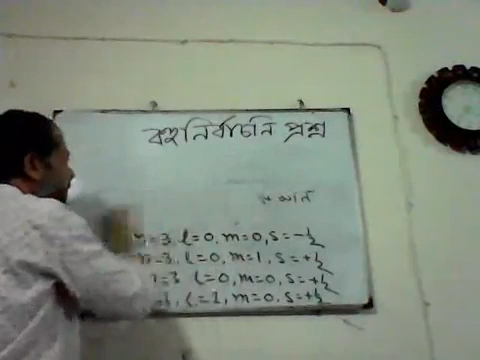 বহুনির্বাচনি প্রশ্ন
মান
n=3, l=0, m=0, s=-½
n=3, l=0, m=1, s=+½
n=3 l=0, m=0, s=+½
l=1, m=0, s=+½